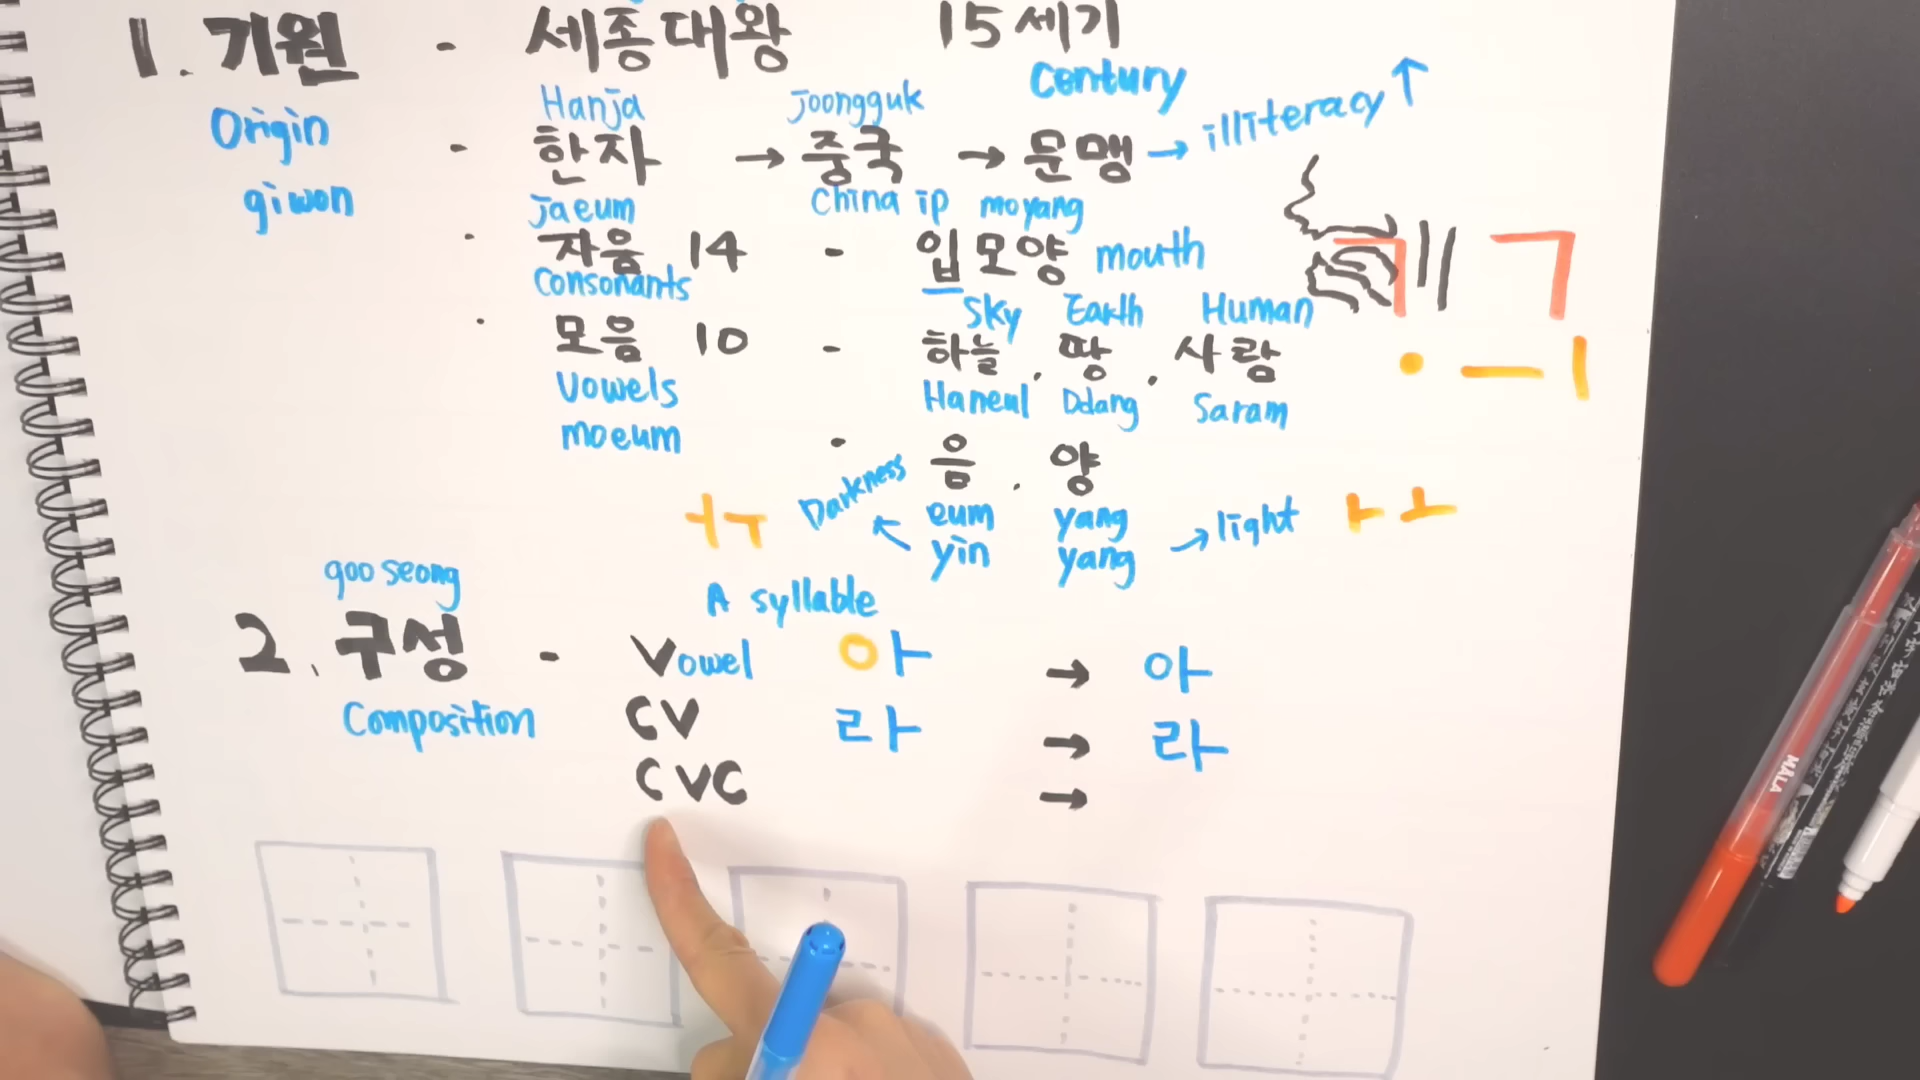 1. 기원 - 세종대왕 15세기
Century
Origin
giwon
Hanja joongguk
- 한자 → 중국 → 문맹 → illiteracy ↑
jaeum China ip moyang
· 자음 14 - 입모양 mouth
Consonants
Sky Earth Human
· 모음 10 - 하늘 . 땅 . 사람
Vowels Haneul Ddang Saram
moeum
· 음 . 양
Darkness eum yang → light
yin yang
ㄱ ㄱ
· ㅡ ㅣ
ㅓ ㅜ
ㅏ ㅗ
goo seong
A syllable
2. 구성 - Vowel 아 → 아
Composition CV 라 → 라
CVC →
MALA